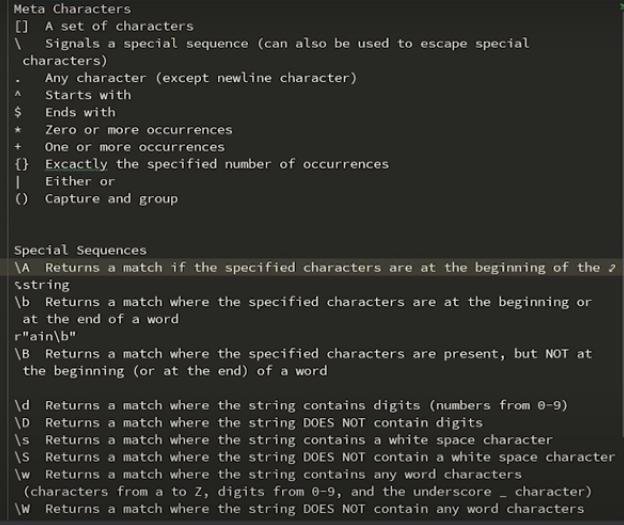 Meta Characters
[] A set of characters
\ Signals a special sequence (can also be used to escape special
characters)
. Any character (except newline character)
^ Starts with
$ Ends with
* Zero or more occurrences
+ One or more occurrences
{} Excactly the specified number of occurrences
| Either or
() Capture and group
Special Sequences
\A Returns a match if the specified characters are at the beginning of the
string
\b Returns a match where the specified characters are at the beginning or
at the end of a word
r"ain\b"
\B Returns a match where the specified characters are present, but NOT at
the beginning (or at the end) of a word
\d Returns a match where the string contains digits (numbers from 0-9)
\D Returns a match where the string DOES NOT contain digits
\s Returns a match where the string contains a white space character
\S Returns a match where the string DOES NOT contain a white space character
\w Returns a match where the string contains any word characters
(characters from a to Z, digits from 0-9, and the underscore _ character)
\W Returns a match where the string DOES NOT contain any word characters